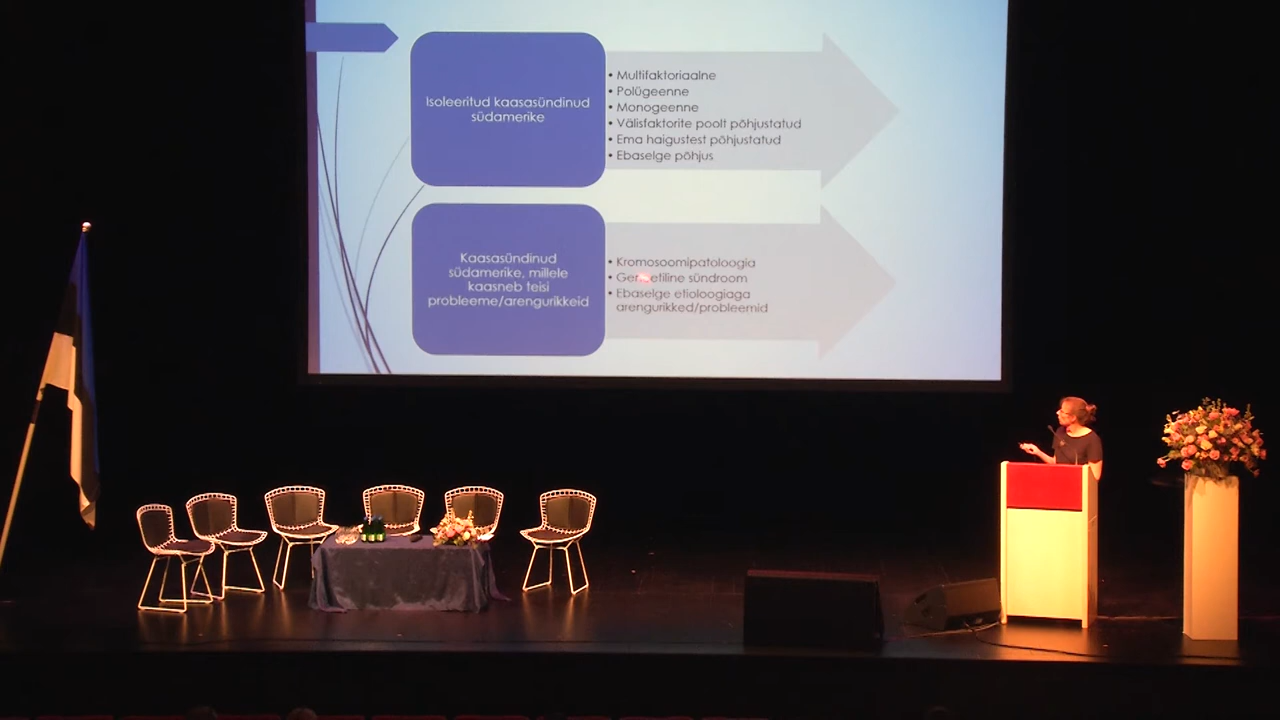 Isoleeritud kaasasündinud
südamerike
• Multifaktoriaalne
• Polügeenne
• Monogeenne
• Välisfaktorite poolt põhjustatud
• Ema haigustest põhjustatud
• Ebaselge põhjus
Kaasasündinud
südamerike, millele
kaasneb teisi
probleeme/arengurikkeid
• Kromosoomipatoloogia
• Geneetiline sündroom
• Ebaselge etioloogiaga
arengurikked/probleemid